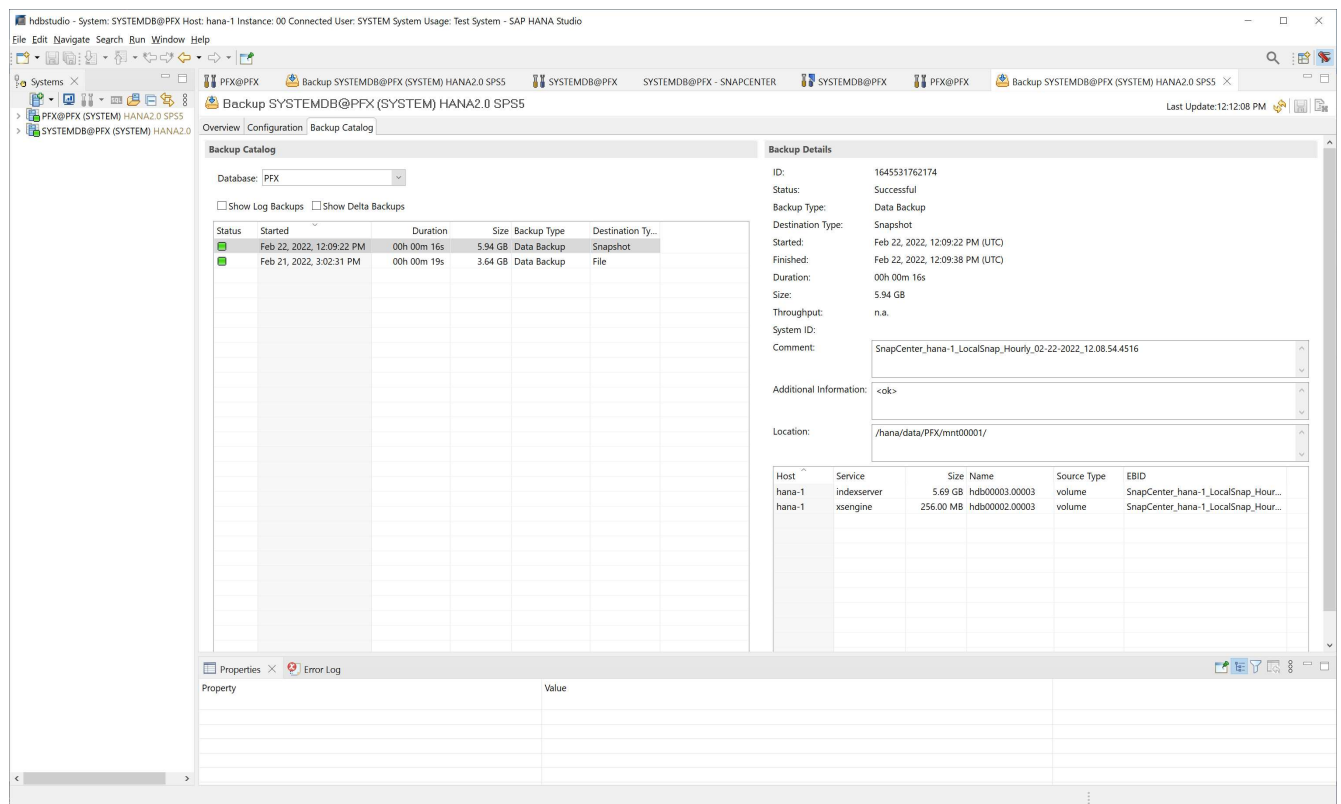 hdbstudio - System: SYSTEMDB@PFX Host: hana-1 Instance: 00 Connected User: SYSTEM System Usage: Test System - SAP HANA Studio
File Edit Navigate Search Run Window Help
Systems
PFX@PFX
Backup SYSTEMDB@PFX (SYSTEM) HANA2.0 SPS5
SYSTEMDB@PFX
SYSTEMDB@PFX - SNAPCENTER
SYSTEMDB@PFX
PFX@PFX
Backup SYSTEMDB@PFX (SYSTEM) HANA2.0 SPS5
PFX@PFX (SYSTEM) HANA2.0 SPS5
SYSTEMDB@PFX (SYSTEM) HANA2.0
Backup SYSTEMDB@PFX (SYSTEM) HANA2.0 SPS5
Last Update:12:12:08 PM
Overview Configuration Backup Catalog
Backup Catalog
Database: PFX
Show Log Backups Show Delta Backups
Status Started Duration Size Backup Type Destination Ty...
Feb 22, 2022, 12:09:22 PM 00h 00m 16s 5.94 GB Data Backup Snapshot
Feb 21, 2022, 3:02:31 PM 00h 00m 19s 3.64 GB Data Backup File
Backup Details
ID: 1645531762174
Status: Successful
Backup Type: Data Backup
Destination Type: Snapshot
Started: Feb 22, 2022, 12:09:22 PM (UTC)
Finished: Feb 22, 2022, 12:09:38 PM (UTC)
Duration: 00h 00m 16s
Size: 5.94 GB
Throughput: n.a.
System ID:
Comment: SnapCenter_hana-1_LocalSnap_Hourly_02-22-2022_12.08.54.4516
Additional Information: <ok>
Location: /hana/data/PFX/mnt00001/
Host Service Size Name Source Type EBID
hana-1 indexserver 5.69 GB hdb00003.00003 volume SnapCenter_hana-1_LocalSnap_Hour...
hana-1 xsengine 256.00 MB hdb00002.00003 volume SnapCenter_hana-1_LocalSnap_Hour...
Properties Error Log
Property Value